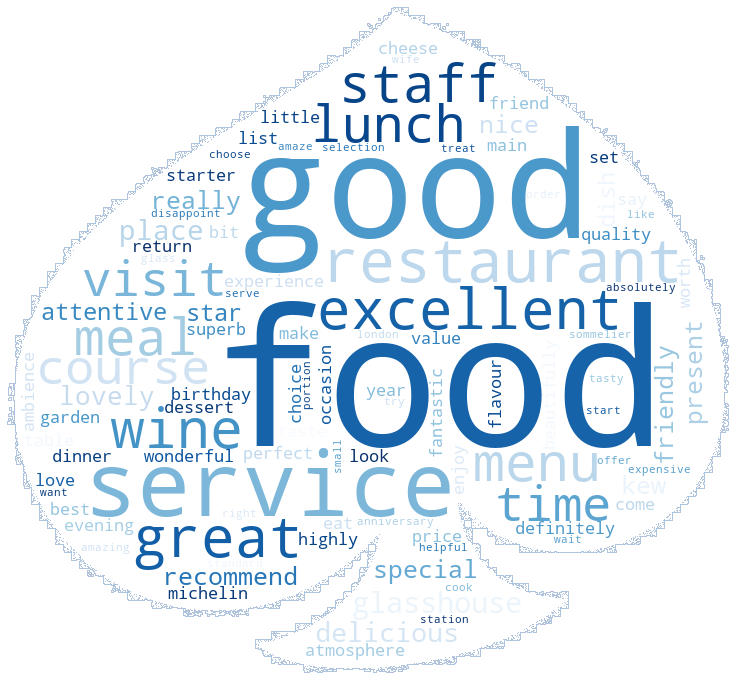 cheese
wife
staff
little
lunch
friend
nice
list
amaze
selection
treat
main
choose
set
starter
good
dish
order
say
really
like
disappoint
place
bit
quality
return
glass
restaurant
worth
visit
experience
serve
absolutely
excellent
attentive
star
superb
make
london
value
sommelier
meal
food
present
friendly
course
ambience
choice
portion
occasion
year
try
fantastic
flavour
beautifully
tasty
lovely
birthday
dessert
start
garden
wine
table
dinner
wonderful
perfect
small
look
enjoy
menu
offer
expensive
love
want
service
kew
best
time
come
evening
right
eat
anniversary
definitely
great
highly
price
wait
amazing
helpful
recommend
special
michelin
cook
glasshouse
station
delicious
atmosphere